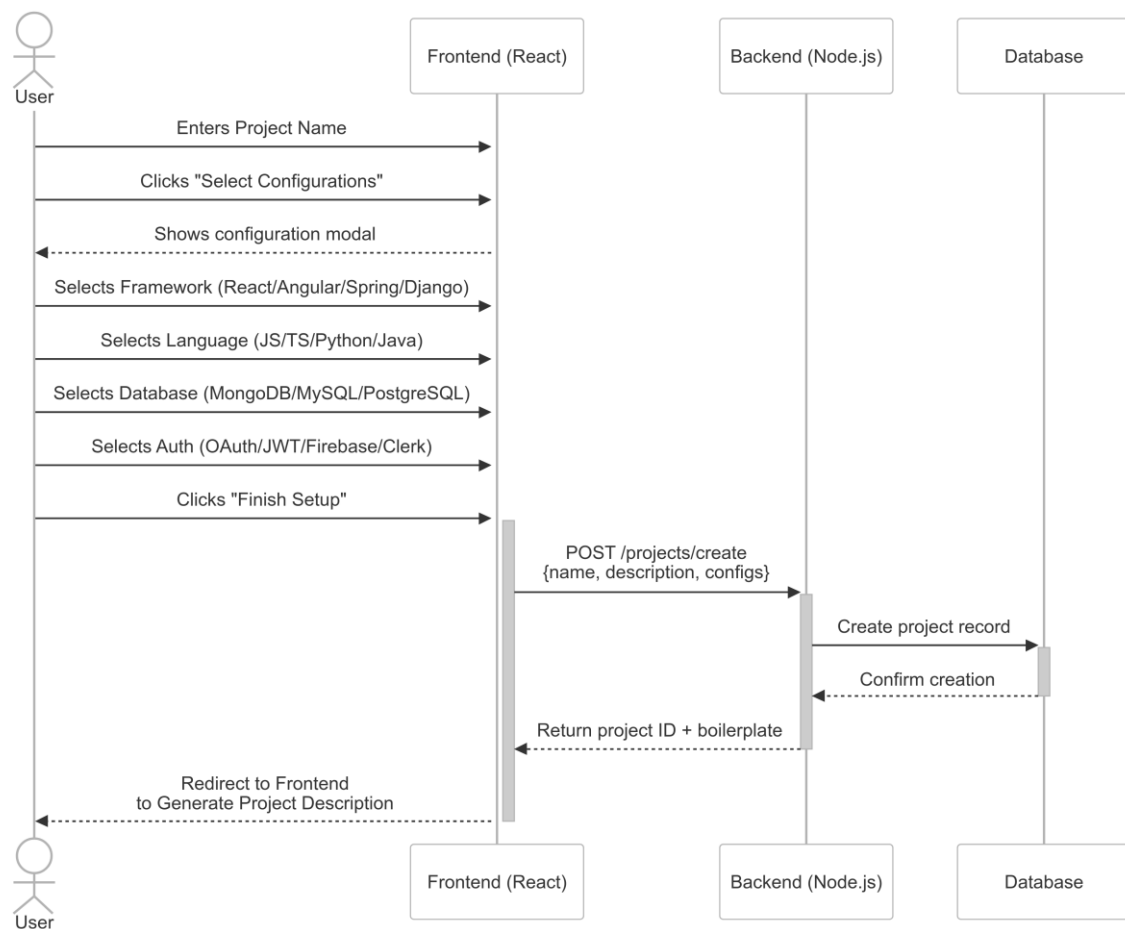 Frontend (React)
Backend (Node.js)
Database
User
Enters Project Name
Clicks "Select Configurations"
Shows configuration modal
Selects Framework (React/Angular/Spring/Django)
Selects Language (JS/TS/Python/Java)
Selects Database (MongoDB/MySQL/PostgreSQL)
Selects Auth (OAuth/JWT/Firebase/Clerk)
Clicks "Finish Setup"
POST /projects/create
{name, description, configs}
Create project record
Confirm creation
Return project ID + boilerplate
Redirect to Frontend
to Generate Project Description
Frontend (React)
Backend (Node.js)
Database
User